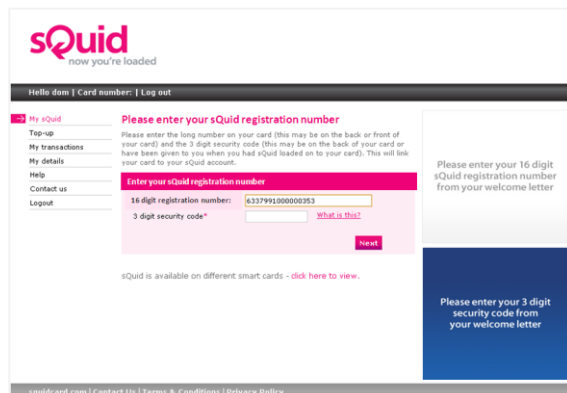 sQuid
now you're loaded
Hello dom | Card number: | Log out
My sQuid
Top-up
My transactions
My details
Help
Contact us
Logout
Please enter your sQuid registration number
Please enter the long number on your card (this may be on the back or front of
your card) and the 3 digit security code (this may be on the back of your card or
have been given to you when you had sQuid loaded on to your card). This will link
your card to your sQuid account.
Enter your sQuid registration number
16 digit registration number:
6337991000000353
3 digit security code*
What is this?
Next
sQuid is available on different smart cards - click here to view.
Please enter your 16 digit
sQuid registration number
from your welcome letter
Please enter your 3 digit
security code from
your welcome letter
squidcard.com | Contact Us | Terms & Conditions | Privacy Policy